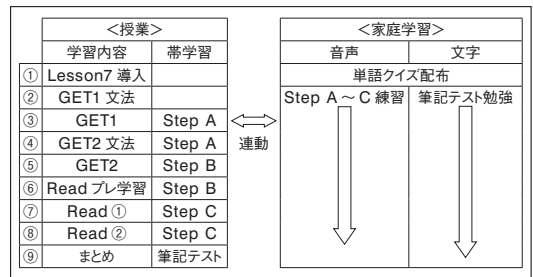 <授業>
学習内容 帯学習
① Lesson7 導入
② GET1 文法
③ GET1 Step A
④ GET2 文法 Step A
⑤ GET2 Step B
⑥ Read プレ学習 Step B
⑦ Read ① Step C
⑧ Read ② Step C
⑨ まとめ 筆記テスト
連動
<家庭学習>
音声 文字
単語クイズ配布
Step A～C 練習 筆記テスト勉強